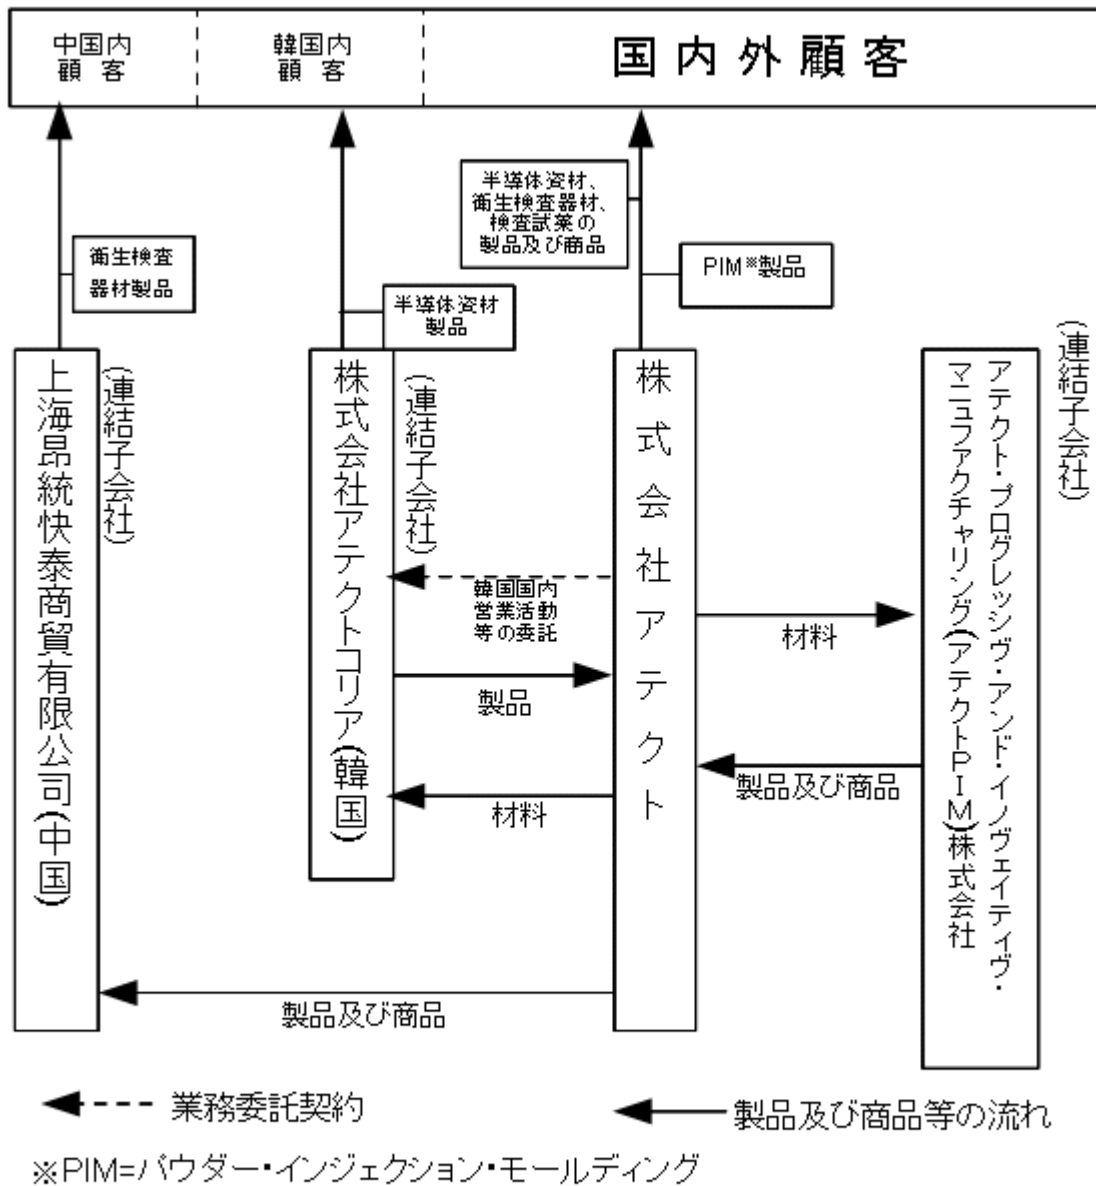 中国内
顧客
韓国内
顧客
国内外顧客
半導体資材、
衛生検査器材、
検査試薬の
製品及び商品
PIM※製品
衛生検査
器材製品
半導体資材
製品
上海昂統快泰商貿有限公司(中国)
(連結子会社)
株式会社アテクトコリア(韓国)
(連結子会社)
株式会社アテクト
アテクト・プログレッシヴ・アンド・イノヴェイティヴ・
マニュファクチャリング(アテクトPIM)株式会社
(連結子会社)
韓国国内
営業活動
等の委託
材料
製品
製品及び商品
材料
製品及び商品
業務委託契約
製品及び商品等の流れ
※PIM=パウダー・インジェクション・モールディング